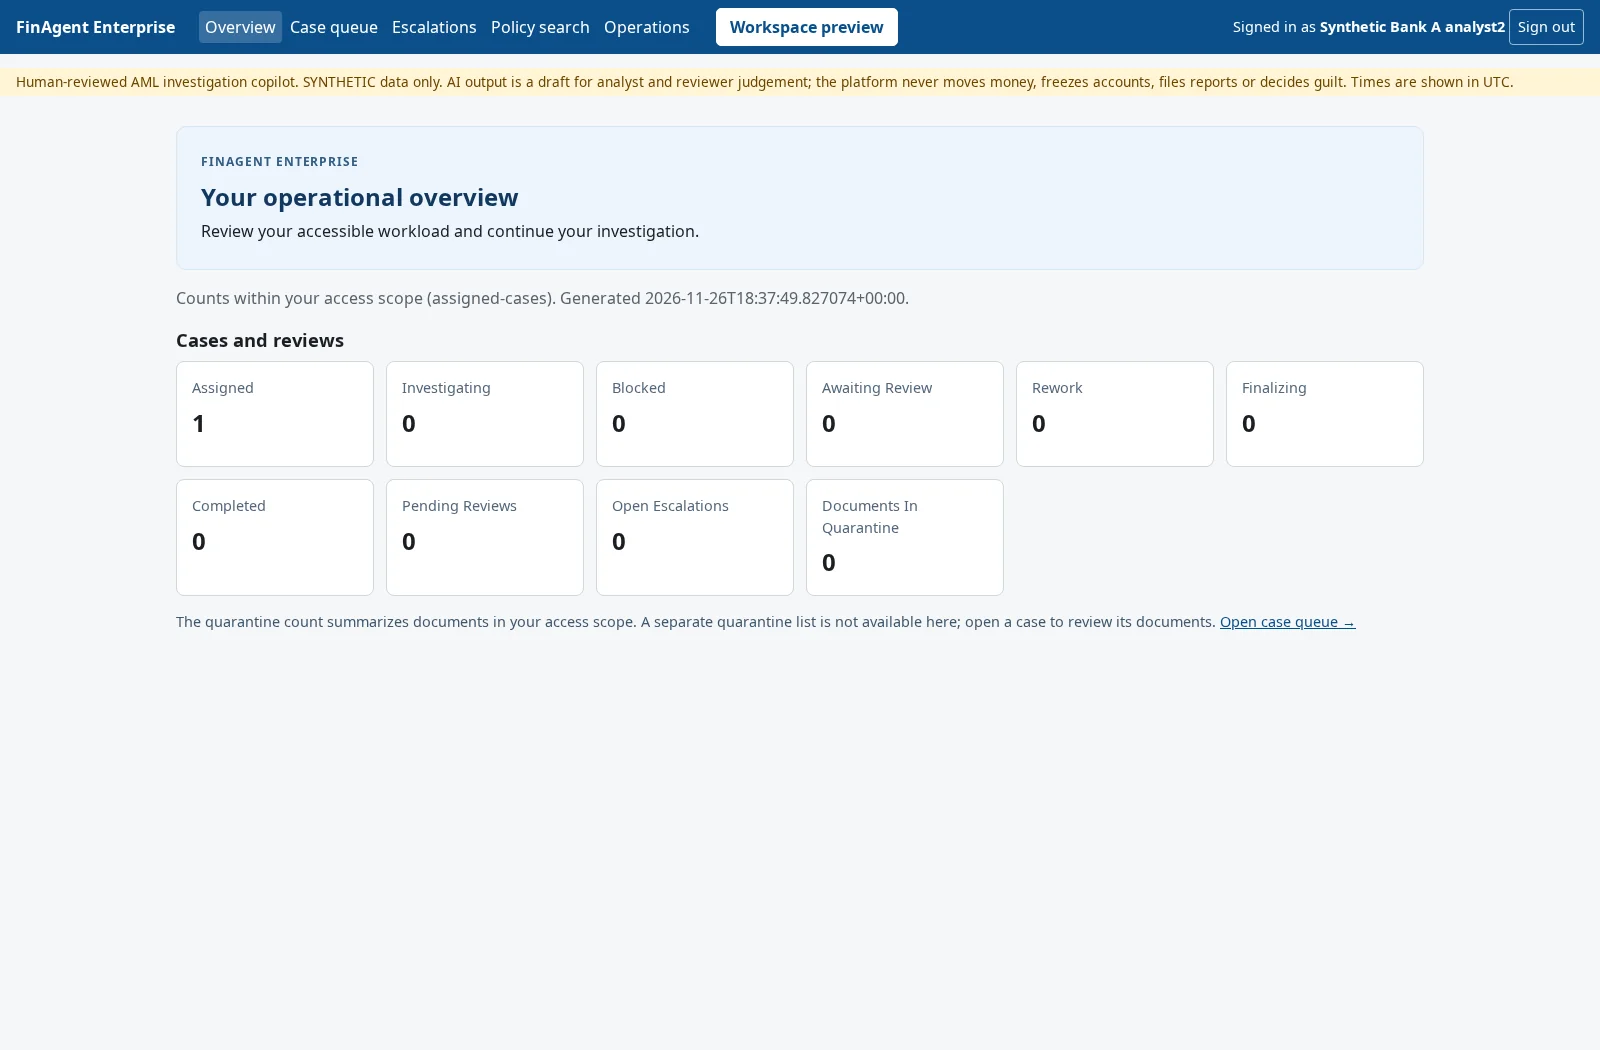 FinAgent Enterprise Overview Case queue Escalations Policy search Operations Workspace preview Signed in as Synthetic Bank A analyst2 Sign out
Human-reviewed AML investigation copilot. SYNTHETIC data only. AI output is a draft for analyst and reviewer judgement; the platform never moves money, freezes accounts, files reports or decides guilt. Times are shown in UTC.
FINAGENT ENTERPRISE
Your operational overview
Review your accessible workload and continue your investigation.
Counts within your access scope (assigned-cases). Generated 2026-11-26T18:37:49.827074+00:00.
Cases and reviews
Assigned Investigating Blocked Awaiting Review Rework Finalizing
1 0 0 0 0 0
Completed Pending Reviews Open Escalations Documents In
Quarantine
0 0 0 0
The quarantine count summarizes documents in your access scope. A separate quarantine list is not available here; open a case to review its documents. Open case queue →